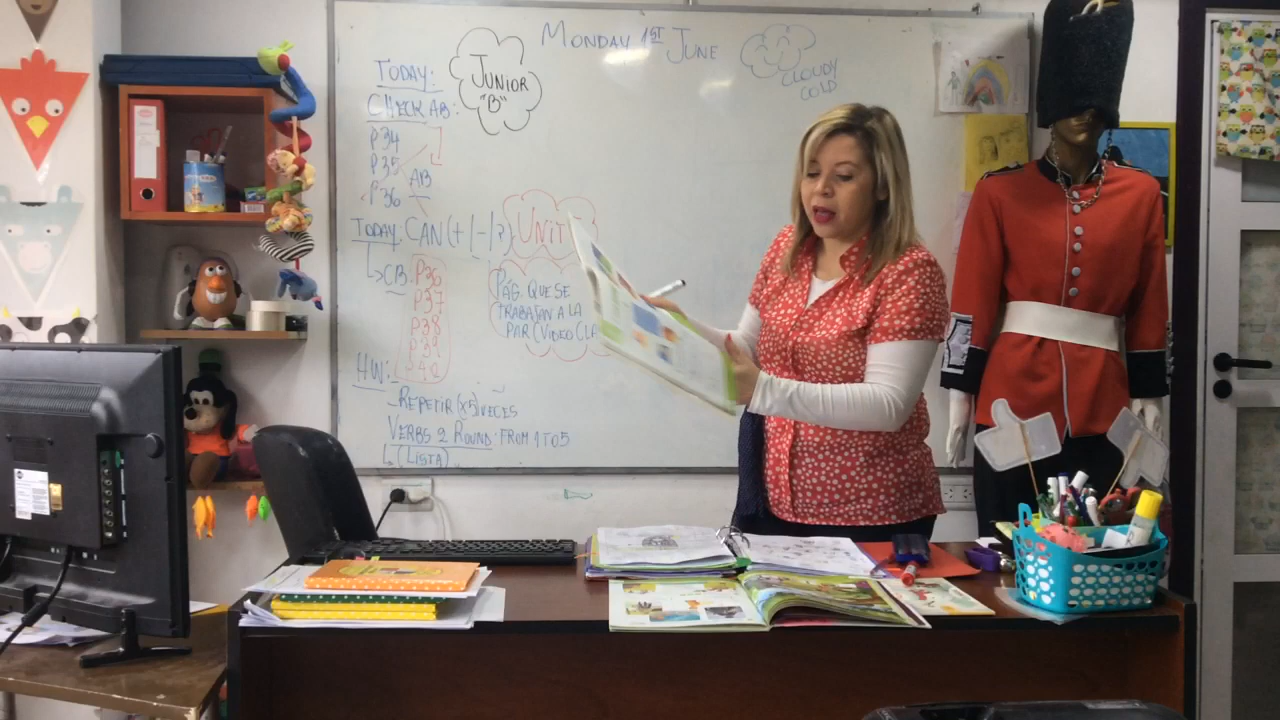 MONDAY 1ST JUNE
CLOUDY
COLD
JUNIOR
"B"
TODAY:
CHECK AB:
P34
P35
P36
AB
TODAY: CAN (+/-/?)
UNIT
CB
P36
P37
P38
P39
P40
PÁG. QUE SE
TRABAJAN A LA
PAR (VIDEO CLA
HW:
- REPETIR (X5) VECES
VERBS 2 ROUND: FROM 1 TO 5
(LISTA)